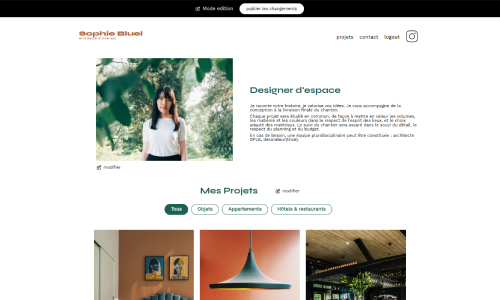 Mode edition
publier les changements
Sophie Bluel
projets
contact
logout
Designer d'espace
Je raconte votre histoire, je valorise vos idées. Je vous accompagne de la
conception à la livraison finale du chantier.
Chaque projet sera étudié en commun, de façon à mettre en valeur les volumes,
les matières et les couleurs dans le respect de l'esprit des lieux et le choix
adapté des matériaux. Le suivi du chantier sera assuré dans le souci du détail, le
respect du planning et du budget.
En cas de besoin, une équipe pluridisciplinaire peut être constituée : architecte
DPLG, décorateur(trice).
modifier
Mes Projets
modifier
Tous
Objets
Appartements
Hôtels & restaurants